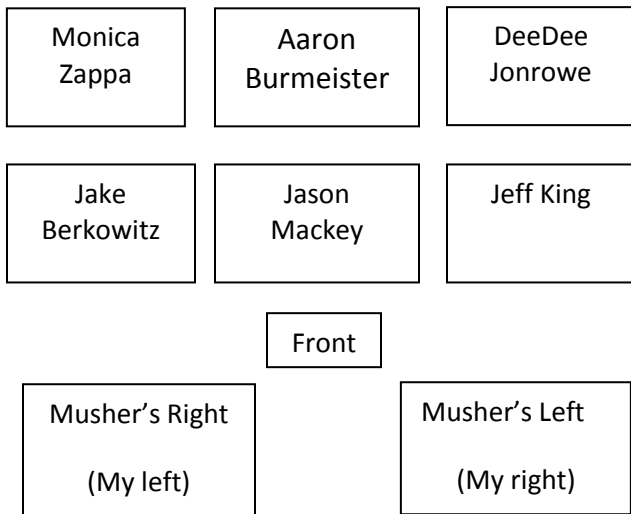 Monica
Zappa
Aaron
Burmeister
DeeDee
Jonrowe
Jake
Berkowitz
Jason
Mackey
Jeff King
Front
Musher’s Right
(My left)
Musher’s Left
(My right)